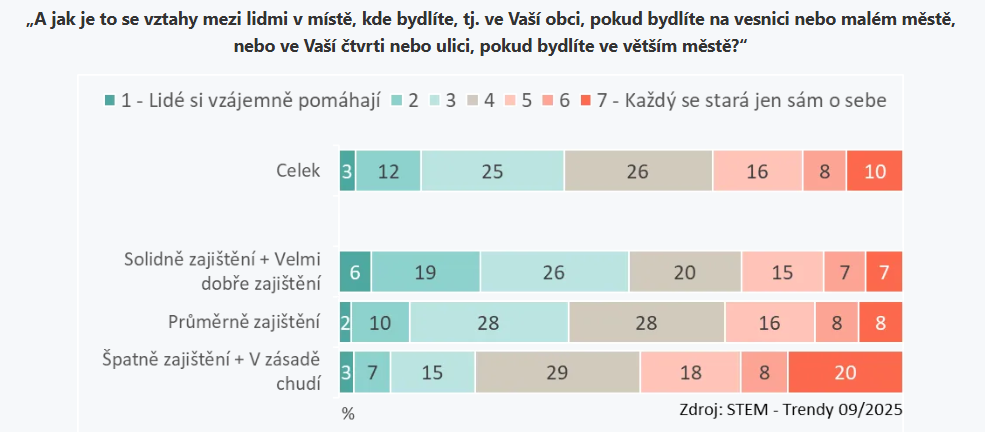 „A jak je to se vztahy mezi lidmi v místě, kde bydlíte, tj. ve Vaší obci, pokud bydlíte na vesnici nebo malém městě,
nebo ve Vaší čtvrti nebo ulici, pokud bydlíte ve větším městě?“
1 - Lidé si vzájemně pomáhají 2 3 4 5 6 7 - Každý se stará jen sám o sebe
Celek 3 12 25 26 16 8 10
Solidně zajištění + Velmi
dobře zajištění 6 19 26 20 15 7 7
Průměrně zajištění 2 10 28 28 16 8 8
Špatně zajištění + V zásadě
chudí 3 7 15 29 18 8 20
%
Zdroj: STEM - Trendy 09/2025